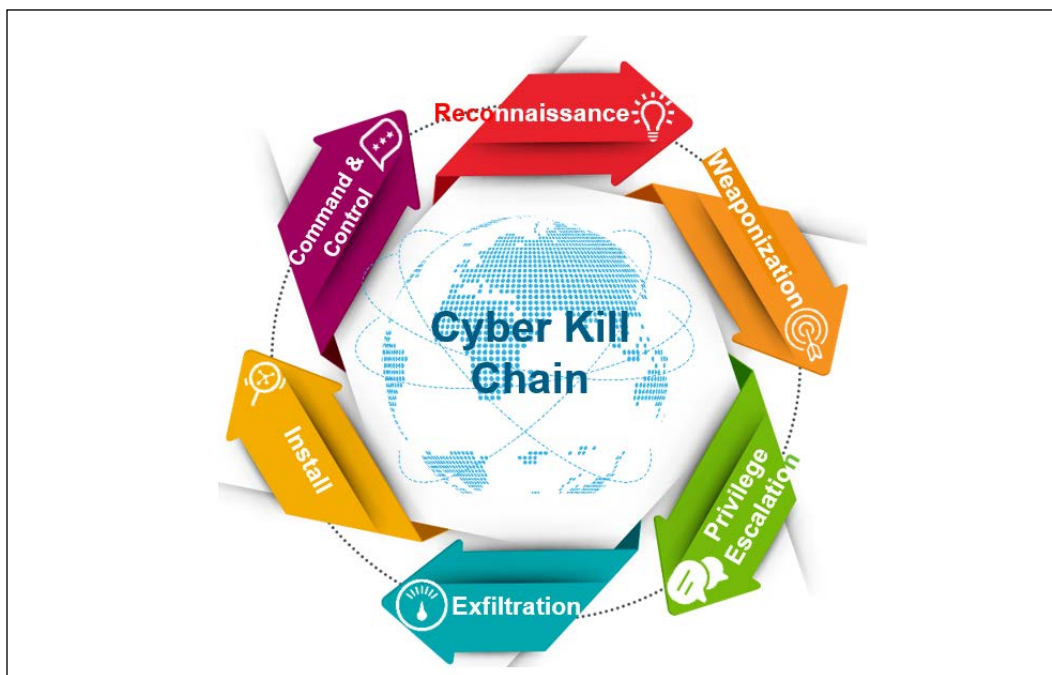 Reconnaissance
Weaponization
Privilege
Escalation
Exfiltration
Install
Command &
Control
Cyber Kill
Chain